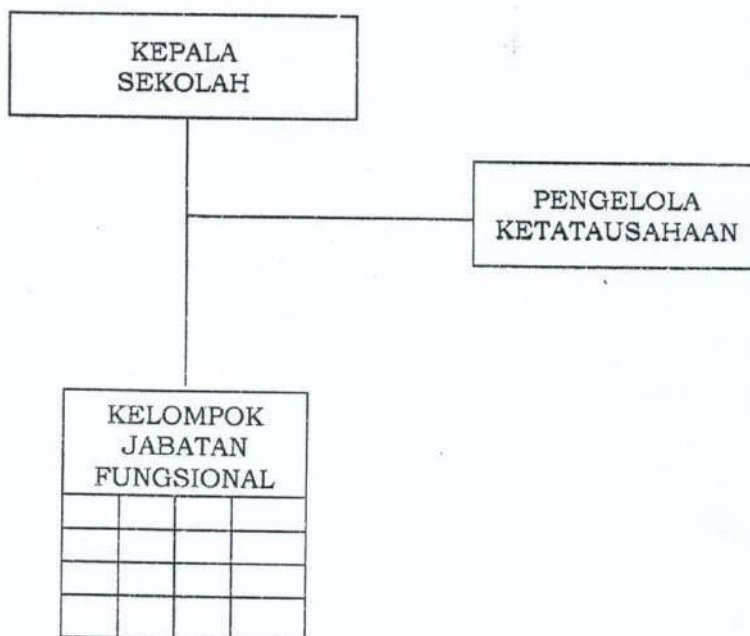 KEPALA
SEKOLAH
PENGELOLA
KETATAUSAHAAN
KELOMPOK
JABATAN
FUNGSIONAL